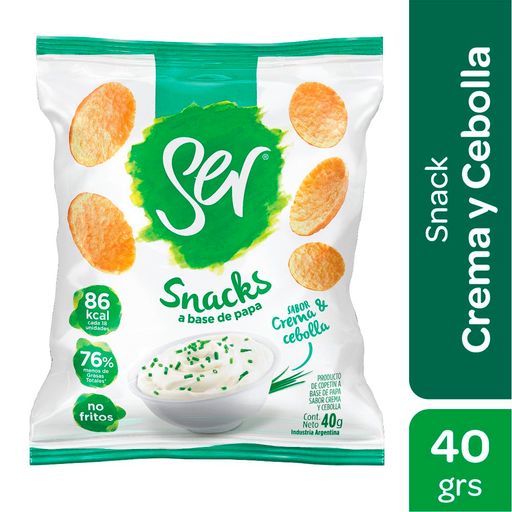 Ser®
Snacks
a base de papa
86
kcal
cada 18
unidades
76%
menos de
Grasas
Totales*
no
fritos
SABOR
Crema &
cebolla
PRODUCTO
DE COPETÍN A
BASE DE PAPA
SABOR CREMA
Y CEBOLLA
Cont.
Neto 40g
Industria Argentina
Snack
Crema y Cebolla
40
grs